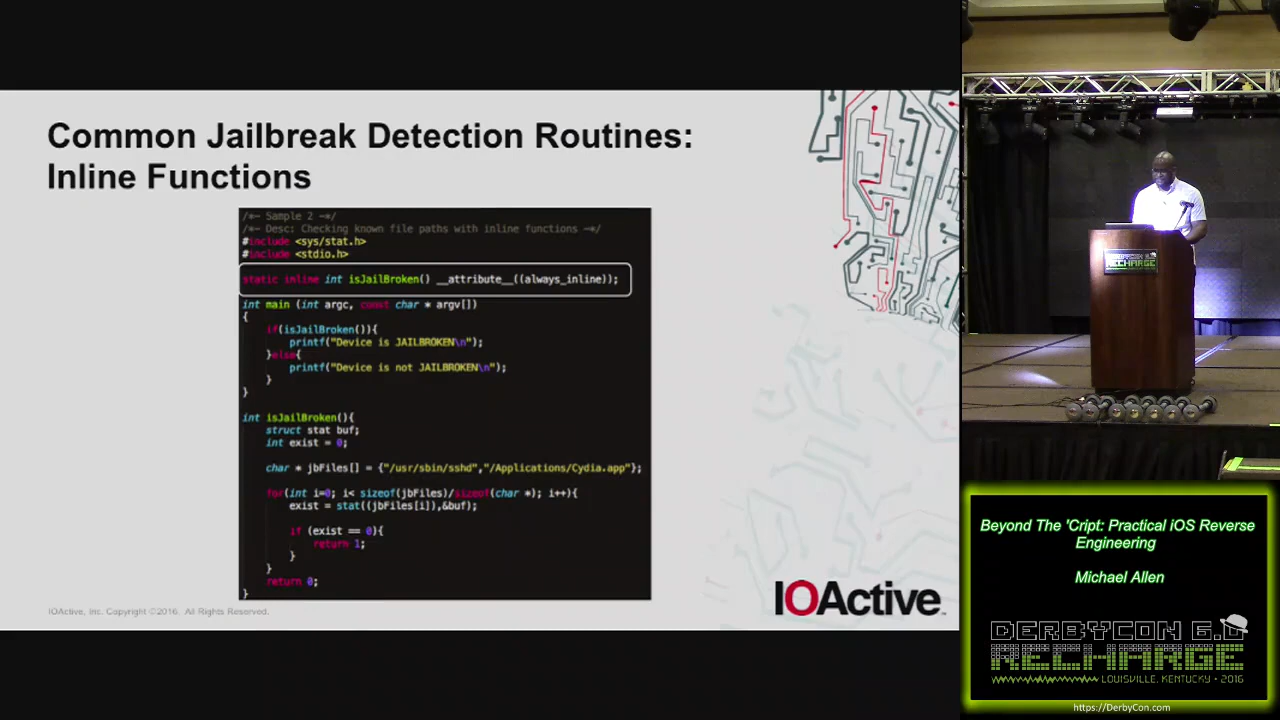 Common Jailbreak Detection Routines:
Inline Functions
/*— Sample 2 —*/
/*— Desc: Checking known file paths with inline functions —*/
#include <sys/stat.h>
#include <stdio.h>
static inline int isJailBroken() __attribute__((always_inline));
int main (int argc, const char * argv[])
{
if(isJailBroken()){
printf("Device is JAILBROKEN\n");
}else{
printf("Device is not JAILBROKEN\n");
}
}
int isJailBroken(){
struct stat buf;
int exist = 0;
char * jbFiles[] = {"/usr/sbin/sshd","/Applications/Cydia.app"};
for(int i=0; i< sizeof(jbFiles)/sizeof(char *); i++){
exist = stat((jbFiles[i]),&buf);
if (exist == 0){
return 1;
}
}
return 0;
}
IOActive, Inc. Copyright ©2016. All Rights Reserved.
IOActive™
DERBYCON 6.0
RECHARGE
Beyond The 'Cript: Practical iOS Reverse
Engineering
Michael Allen
DERBYCON 6.0
RECHARGE
LOUISVILLE, KENTUCKY • 2016
https://DerbyCon.com